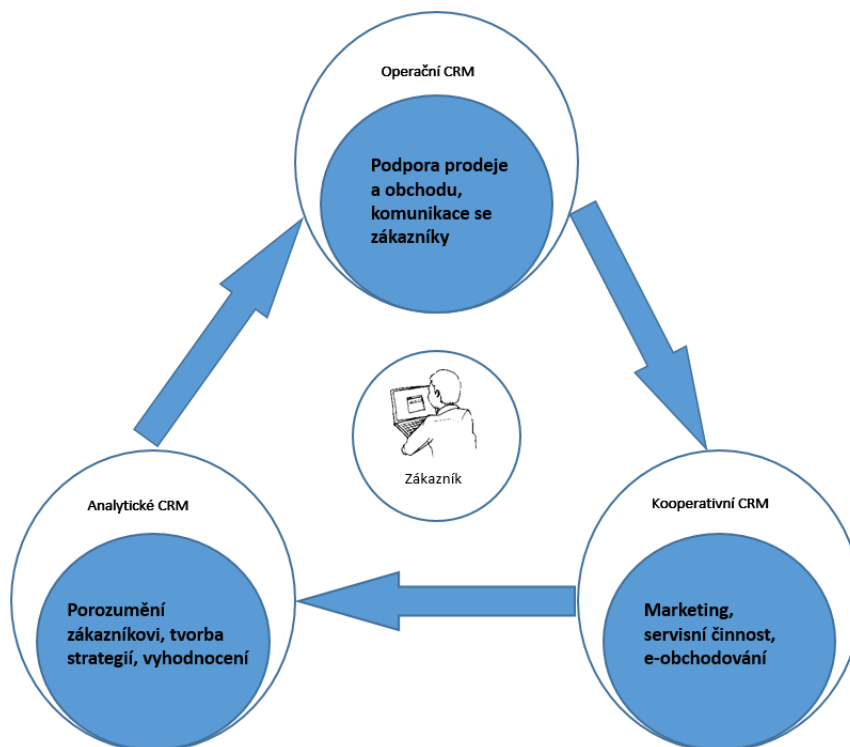 Operační CRM
Podpora prodeje
a obchodu,
komunikace se
zákazníky
Zákazník
Analytické CRM
Porozumění
zákazníkovi, tvorba
strategií, vyhodnocení
Kooperativní CRM
Marketing,
servisní činnost,
e-obchodování